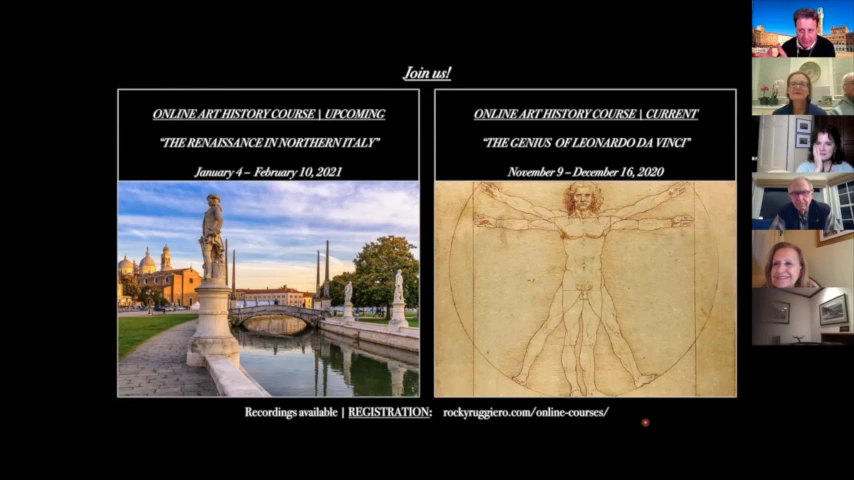 Join us!
ONLINE ART HISTORY COURSE | UPCOMING
“THE RENAISSANCE IN NORTHERN ITALY”
January 4 – February 10, 2021
ONLINE ART HISTORY COURSE | CURRENT
“THE GENIUS OF LEONARDO DA VINCI”
November 9 – December 16, 2020
Recordings available | REGISTRATION: rockyruggiero.com/online-courses/